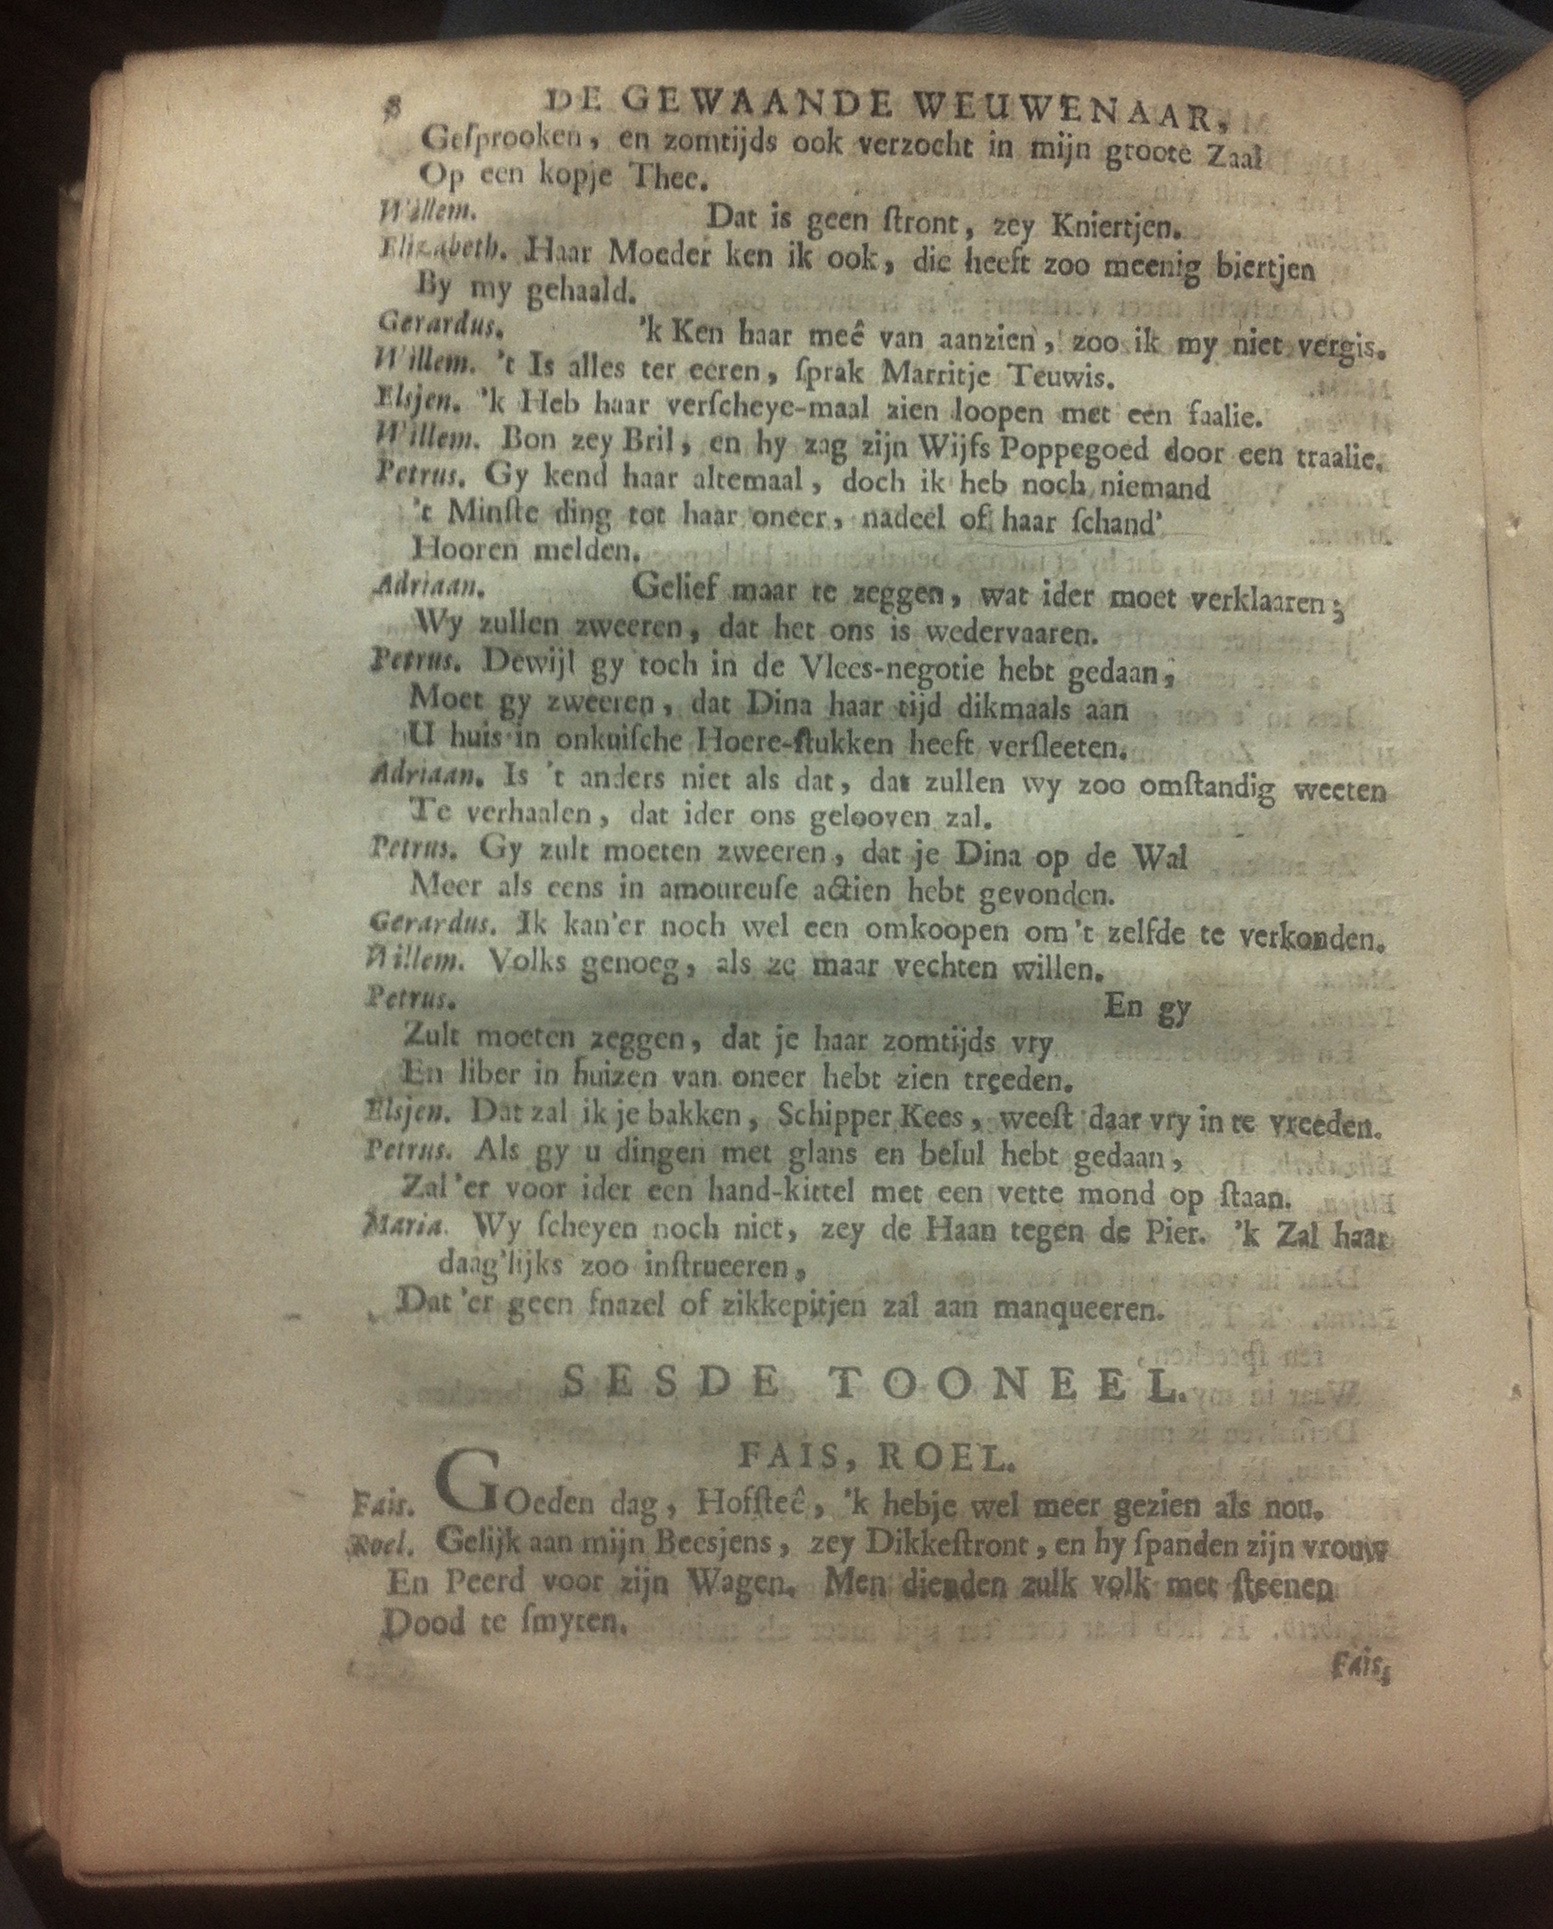 8 DE GEWAANDE WEUWENAAR,
Geſprooken, en zomtijds ook verzocht in mijn groote Zaal
Op een kopje Thee.
Willem. Dat is geen ſtront, zey Kniertjen.
Elizabeth. Haar Moeder ken ik ook, die heeft zoo meenig biertjen
By my gehaald.
Gerardus. 'k Ken haar meê van aanzien, zoo ik my niet vergis.
Willem. 't Is alles ter eeren, ſprak Marritje Teuwis.
Elsjen. 'k Heb haar verſcheye-maal zien loopen met een faalie.
Willem. Bon zey Bril, en hy zag zijn Wijfs Poppegoed door een traalie.
Petrus. Gy kend haar altemaal, doch ik heb noch niemand
't Minſte ding tot haar oneer, nadeel of haar ſchand'
Hooren melden.
Adriaan. Gelief maar te zeggen, wat ider moet verklaaren;
Wy zullen zweeren, dat het ons is wedervaaren.
Petrus. Dewijl gy toch in de Vlees-negotie hebt gedaan,
Moet gy zweeren, dat Dina haar tijd dikmaals aan
U huis in onkuiſche Hoere-ſtukken heeft verſleeten.
Adriaan. Is 't anders niet als dat, dat zullen wy zoo omſtandig weeten
Te verhaalen, dat ider ons gelooven zal.
Petrus. Gy zult moeten zweeren, dat je Dina op de Wal
Meer als eens in amoureuſe actien hebt gevonden.
Gerardus. Ik kan'er noch wel een omkoopen om 't zelfde te verkonden.
Willem. Volks genoeg, als ze maar vechten willen.
Petrus. En gy
Zult moeten zeggen, dat je haar zomtijds vry
En liber in huizen van oneer hebt zien treeden.
Elsjen. Dat zal ik je bakken, Schipper Kees, weeſt daar vry in te vreeden.
Petrus. Als gy u dingen met glans en beſul hebt gedaan,
Zal 'er voor ider een hand-kittel met een vette mond op ſtaan.
Maria. Wy ſcheyen noch niet, zey de Haan tegen de Pier. 'k Zal haar
daag'lijks zoo inſtrueeren,
Dat 'er geen fnazel of zikkepitjen zal aan manqueeren.
SESDE TOONEEL.
FAIS, ROEL.
Fais. GOeden dag, Hofſteê, 'k hebje wel meer gezien als nou.
Roel. Gelijk aan mijn Beesjens, zey Dikkeſtront, en hy ſpanden zijn vrouw
En Peerd voor zijn Wagen. Men dienden zulk volk met ſteenen
Dood te ſmyten.
Fais,